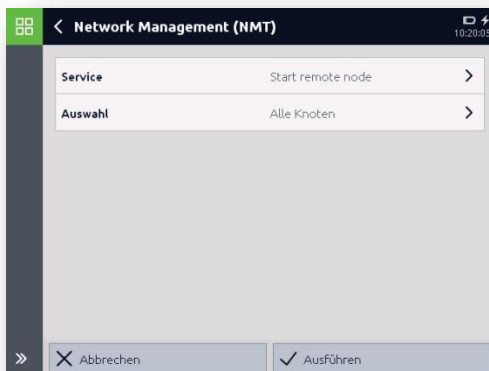 Network Management (NMT)
10:20:05
Service Start remote node
Auswahl Alle Knoten
Abbrechen Ausführen